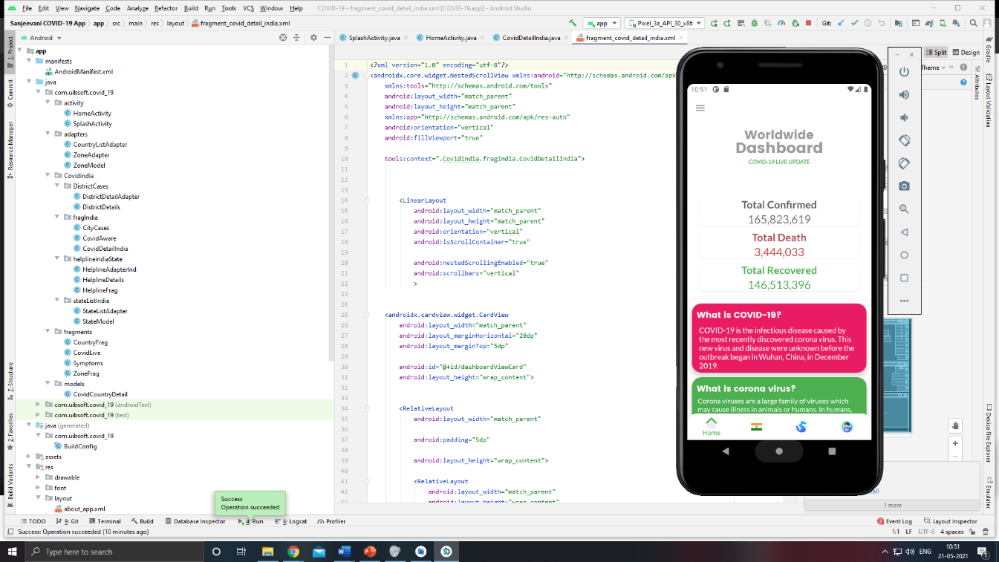 File Edit View Navigate Code Analyze Refactor Build Run Tools VCS Window Help COVID-19 - fragment_covid_detail_india.xml [COVID-19.app] - Android Studio
Sanjeevani COVID-19 App app src main res layout fragment_covid_detail_india.xml app Pixel_3a_API_30_x86 Git:
Android SplashActivity.java HomeActivity.java CovidDetailIndia.java fragment_covid_detail_india.xml Split Design
1: Project
Commit
Resource Manager
Z: Structure
2: Favorites
Build Variants
app
manifests
AndroidManifest.xml
java
com.uibsoft.covid_19
activity
HomeActivity
SplashActivity
adapters
CountryListAdapter
ZoneAdapter
ZoneModel
Covidindia
DistrictCases
DistrictDetailAdapter
DistrictDetails
fragIndia
CityCases
CovidAware
CovidDetailIndia
helplineindiaState
HelplineAdapterInd
HelplineDetails
HelplineFrag
stateListIndia
StateListAdapter
StateModel
fragments
CountryFrag
CovidLive
Symptoms
ZoneFrag
models
CovidCountryDetail
com.uibsoft.covid_19 (androidTest)
com.uibsoft.covid_19 (test)
java (generated)
com.uibsoft.covid_19
BuildConfig
assets
res
drawable
font
layout
about_app.xml
Success
Operation succeeded
1 <?xml version="1.0" encoding="utf-8"?>
2 <androidx.core.widget.NestedScrollView xmlns:android="http://schemas.android.com/apk
3 xmlns:tools="http://schemas.android.com/tools"
4 android:layout_width="match_parent"
5 android:layout_height="match_parent"
6 xmlns:app="http://schemas.android.com/apk/res-auto"
7 android:orientation="vertical"
8 android:fillViewport="true"
9
10 tools:context=".Covidindia.fragIndia.CovidDetailIndia">
11
12
13
14 <LinearLayout
15 android:layout_width="match_parent"
16 android:layout_height="match_parent"
17 android:orientation="vertical"
18 android:isScrollContainer="true"
19
20 android:nestedScrollingEnabled="true"
21 android:scrollbars="vertical"
22 >
23
24
25 <androidx.cardview.widget.CardView
26 android:layout_width="match_parent"
27 android:layout_marginHorizontal="20dp"
28 android:layout_marginTop="5dp"
29
30 android:id="@+id/dashboardViewCard"
31 android:layout_height="wrap_content">
32
33
34 <RelativeLayout
35 android:layout_width="match_parent"
36
37 android:padding="5dp"
38
39 android:layout_height="wrap_content">
40
41 <RelativeLayout
42 android:layout_width="match_parent"
43 android:layout_height="wrap_content"
10:51
Worldwide
Dashboard
COVID-19 LIVE UPDATE
Total Confirmed
165,823,619
Total Death
3,444,033
Total Recovered
146,513,396
What is COVID-19?
COVID-19 is the infectious disease caused by
the most recently discovered corona virus. This
new virus and disease were unknown before the
outbreak began in Wuhan, China, in December
2019.
What is corona virus?
Corona viruses are a large family of viruses which
may cause illness in animals or humans. In humans,
Home
Theme
1 more
Gradle
Layout Validation
Attributes
Device File Explorer
Emulator
TODO 9: Git Terminal Build Database Inspector 4: Run 6: Logcat Profiler 2 Event Log Layout Inspector
Success: Operation succeeded (10 minutes ago) 1:1 LF UTF-8 4 spaces
Type here to search ENG 10:51
21-05-2021 1